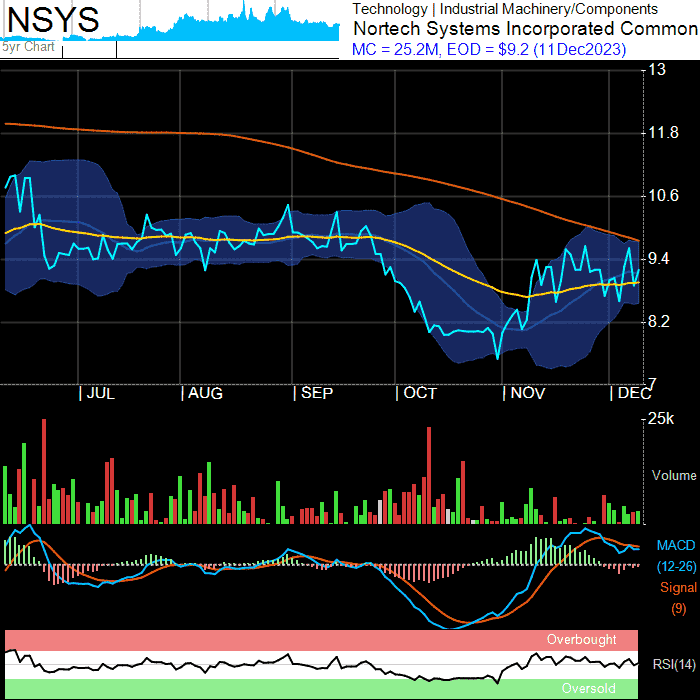 NSYS
5yr Chart
Technology | Industrial Machinery/Components
Nortech Systems Incorporated Common
MC = 25.2M, EOD = $9.2 (11Dec2023)
13
11.8
10.6
9.4
8.2
7
| JUL | AUG | SEP | OCT | NOV | DEC
25k
Volume
MACD
(12-26)
Signal
(9)
Overbought
RSI(14)
Oversold